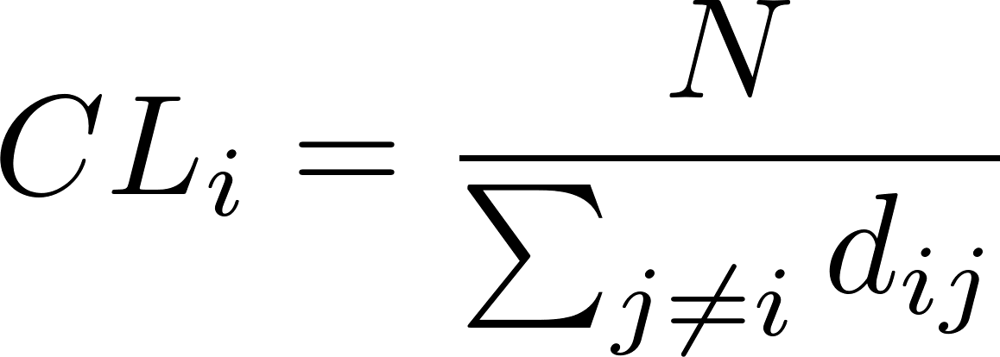 CL_i = \frac{N}{\sum_{j \neq i} d_{ij}}